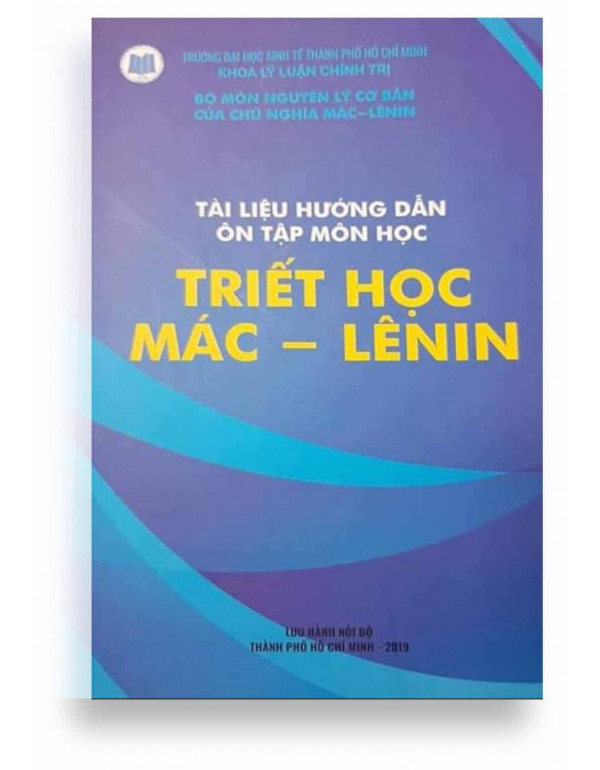 TRƯỜNG ĐẠI HỌC KINH TẾ THÀNH PHỐ HỒ CHÍ MINH
KHOA LÝ LUẬN CHÍNH TRỊ
BỘ MÔN NGUYÊN LÝ CƠ BẢN
CỦA CHỦ NGHĨA MÁC–LÊNIN
TÀI LIỆU HƯỚNG DẪN
ÔN TẬP MÔN HỌC
TRIẾT HỌC
MÁC – LÊNIN
LƯU HÀNH NỘI BỘ
THÀNH PHỐ HỒ CHÍ MINH - 2019